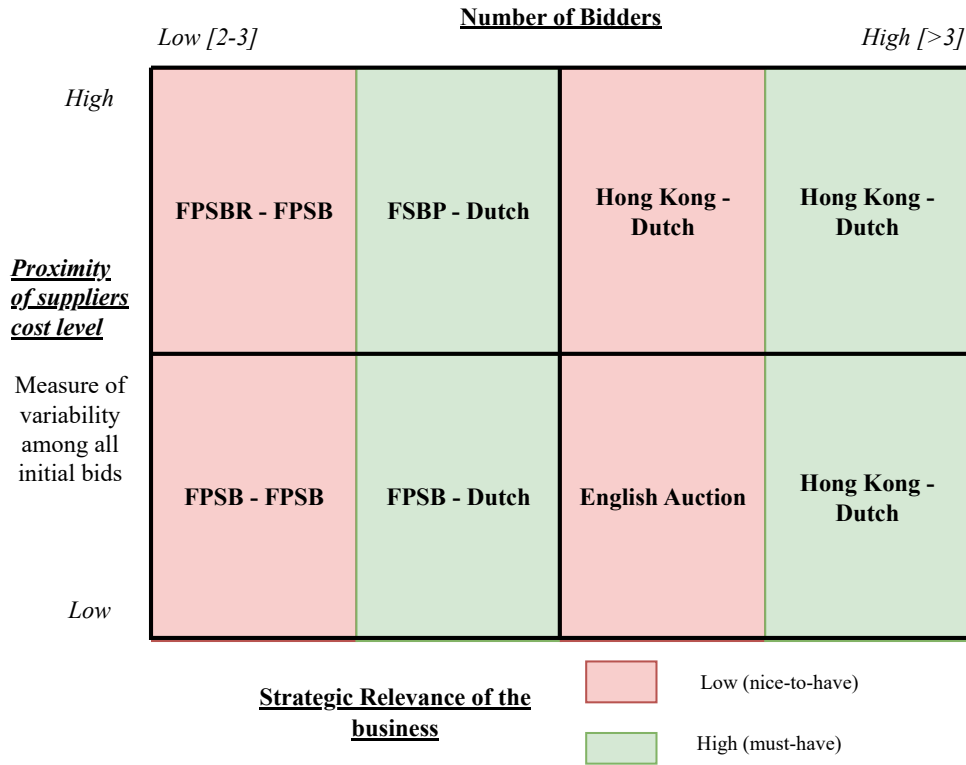 Number of Bidders
Low [2-3]
High [>3]
High
FPSBR - FPSB
FSBP - Dutch
Hong Kong -
Dutch
Hong Kong -
Dutch
Proximity
of suppliers
cost level
Measure of
variability
among all
initial bids
FPSB - FPSB
FPSB - Dutch
English Auction
Hong Kong -
Dutch
Low
Strategic Relevance of the
business
Low (nice-to-have)
High (must-have)